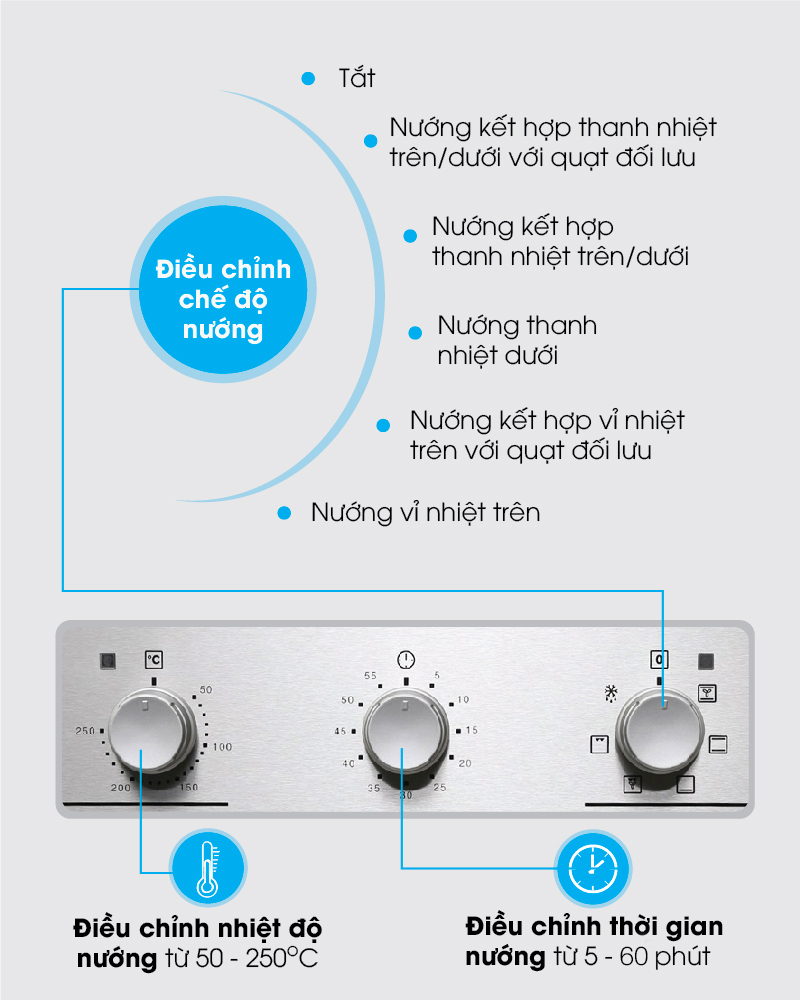 Tắt
Nướng kết hợp thanh nhiệt
trên/dưới với quạt đối lưu
Điều chỉnh
chế độ
nướng
Nướng kết hợp
thanh nhiệt trên/dưới
Nướng thanh
nhiệt dưới
Nướng kết hợp vỉ nhiệt
trên với quạt đối lưu
Nướng vỉ nhiệt trên
°C
50
100
150
200
250
5
10
15
20
25
30
35
40
45
50
55
0
Điều chỉnh nhiệt độ
nướng từ 50 - 250°C
Điều chỉnh thời gian
nướng từ 5 - 60 phút